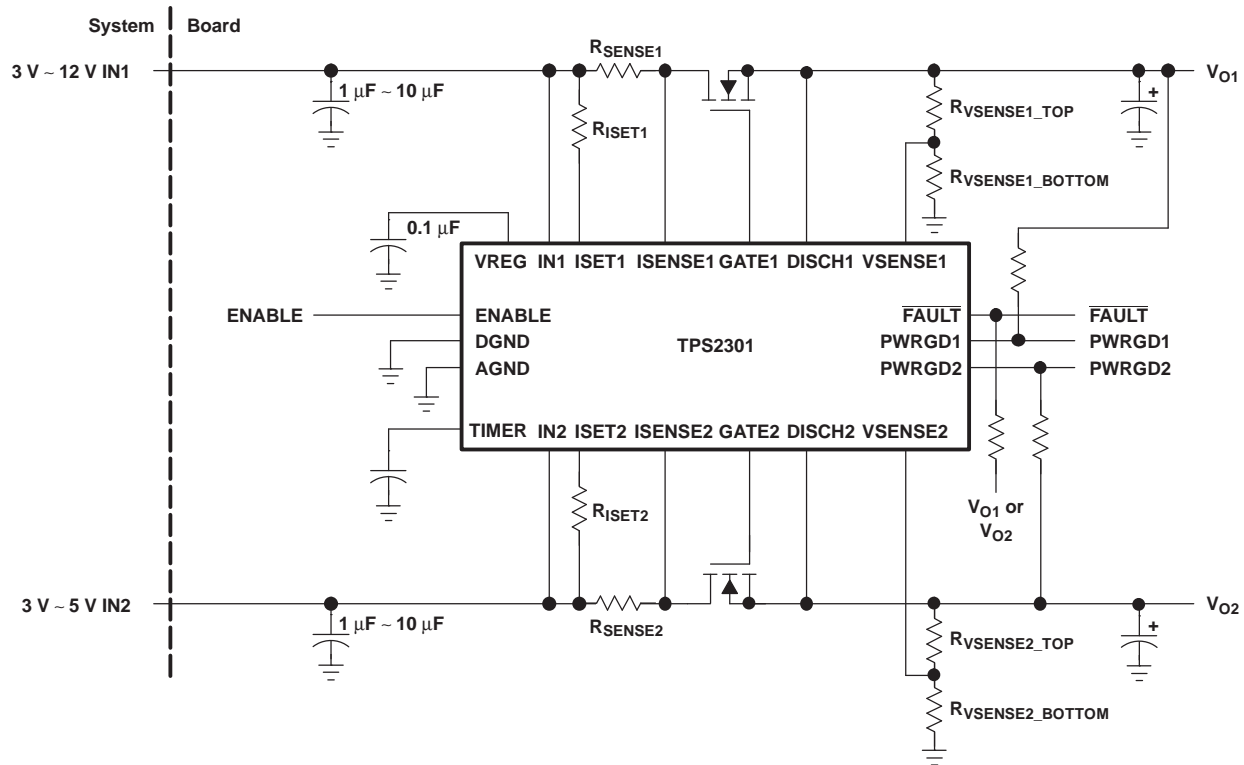 System Board
3 V ~ 12 V IN1
RSENSE1
VO1
1 μF ~ 10 μF
RISET1
+
RVSENSE1_TOP
RVSENSE1_BOTTOM
0.1 μF
VREG IN1 ISET1 ISENSE1 GATE1 DISCH1 VSENSE1
ENABLE ENABLE
DGND
AGND
TPS2301
FAULT FAULT
PWRGD1 PWRGD1
PWRGD2 PWRGD2
TIMER IN2 ISET2 ISENSE2 GATE2 DISCH2 VSENSE2
RISET2
VO1 or
VO2
3 V ~ 5 V IN2
RSENSE2
VO2
1 μF ~ 10 μF
+
RVSENSE2_TOP
RVSENSE2_BOTTOM